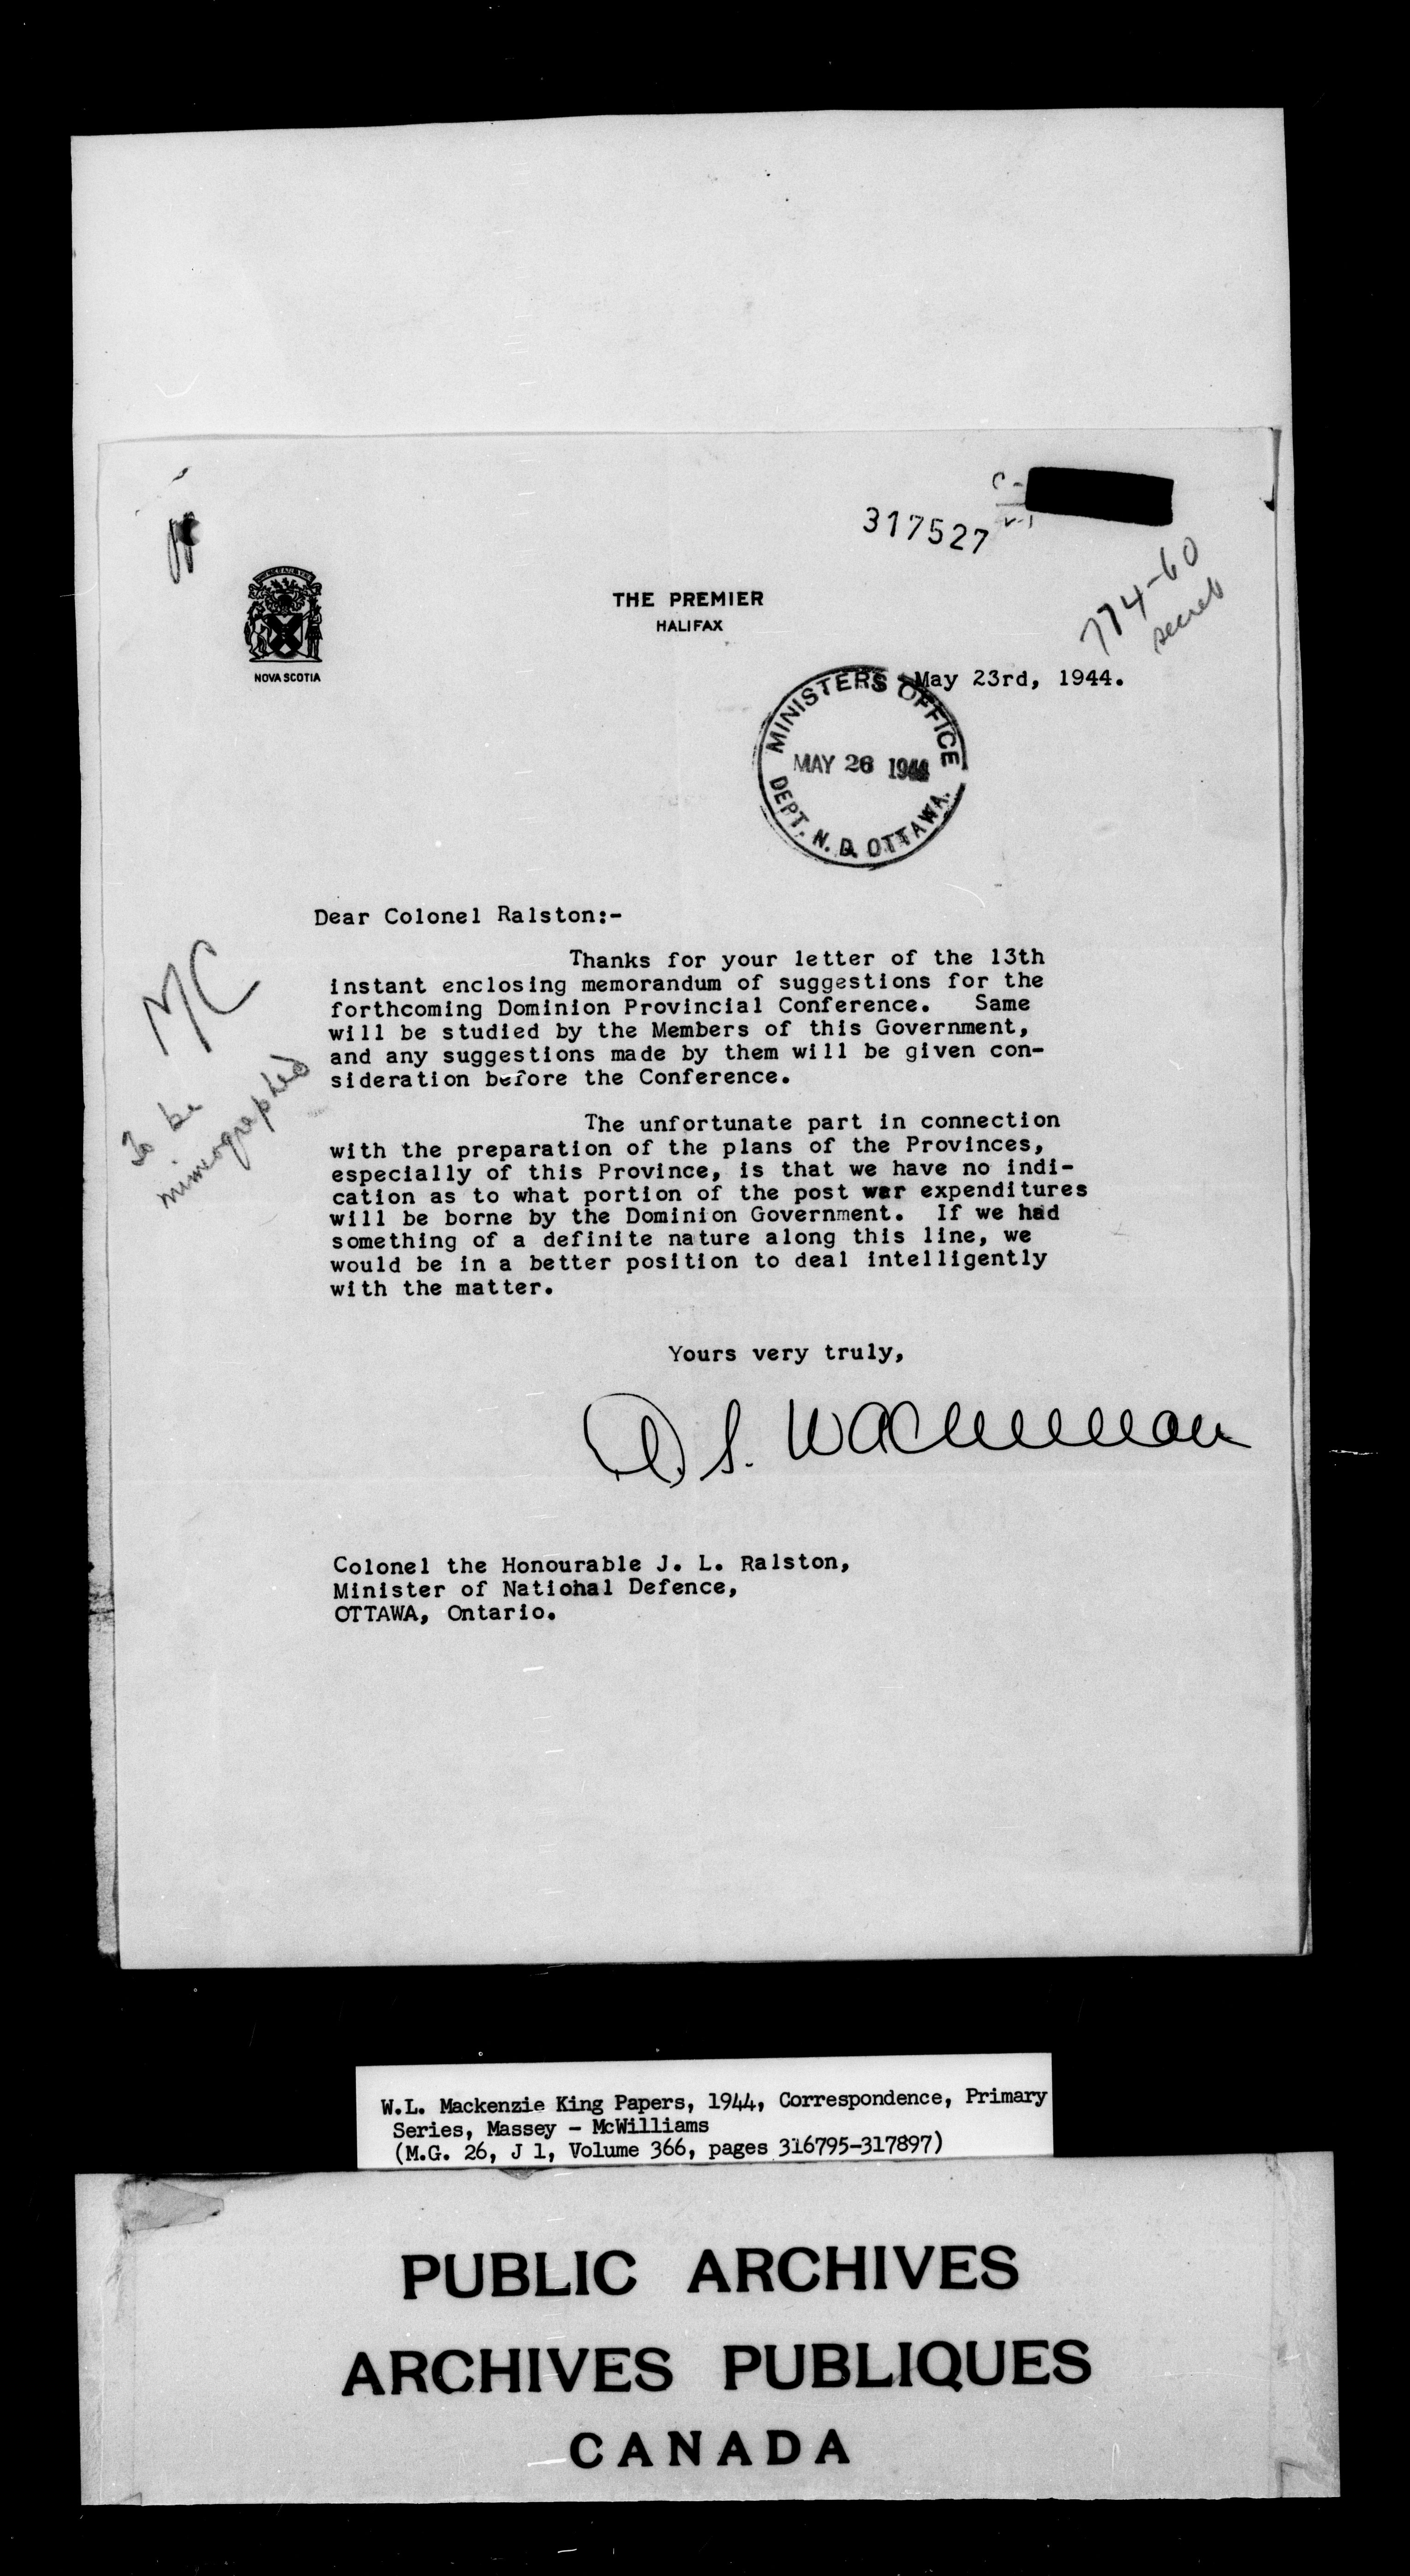 317527
774-60
secret
THE PREMIER
HALIFAX
NOVA SCOTIA
May 23rd, 1944.
MINISTERS OFFICE
MAY 26 1944
DEPT. N. D. OTTAWA.
Dear Colonel Ralston:-
Thanks for your letter of the 13th
instant enclosing memorandum of suggestions for the
forthcoming Dominion Provincial Conference. Same
will be studied by the Members of this Government,
and any suggestions made by them will be given con-
sideration before the Conference.
MC
To be
mimeographed
The unfortunate part in connection
with the preparation of the plans of the Provinces,
especially of this Province, is that we have no indi-
cation as to what portion of the post war expenditures
will be borne by the Dominion Government. If we had
something of a definite nature along this line, we
would be in a better position to deal intelligently
with the matter.
Yours very truly,
Colonel the Honourable J. L. Ralston,
Minister of National Defence,
OTTAWA, Ontario.
W.L. Mackenzie King Papers, 1944, Correspondence, Primary
Series, Massey - McWilliams
(M.G. 26, J 1, Volume 366, pages 316795-317897)
PUBLIC ARCHIVES
ARCHIVES PUBLIQUES
CANADA